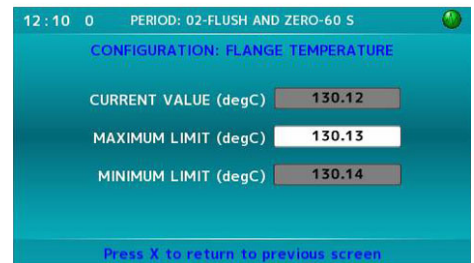 12:10 0 PERIOD: 02-FLUSH AND ZERO-60 S
CONFIGURATION: FLANGE TEMPERATURE
CURRENT VALUE (degC) 130.12
MAXIMUM LIMIT (degC) 130.13
MINIMUM LIMIT (degC) 130.14
Press X to return to previous screen